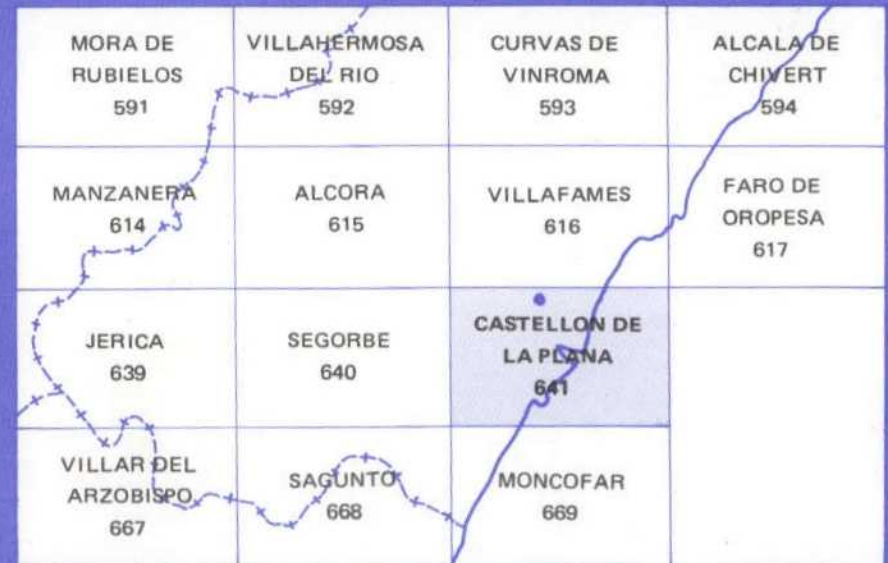 MORA DE
RUBIELOS
591
VILLAHERMOSA
DEL RIO
592
CURVAS DE
VINROMA
593
ALCALA DE
CHIVERT
594
MANZANERA
614
ALCORA
615
VILLAFAMES
616
FARO DE
OROPESA
617
JERICA
639
SEGORBE
640
CASTELLON DE
LA PLANA
641
VILLAR DEL
ARZOBISPO
667
SAGUNTO
668
MONCOFAR
669